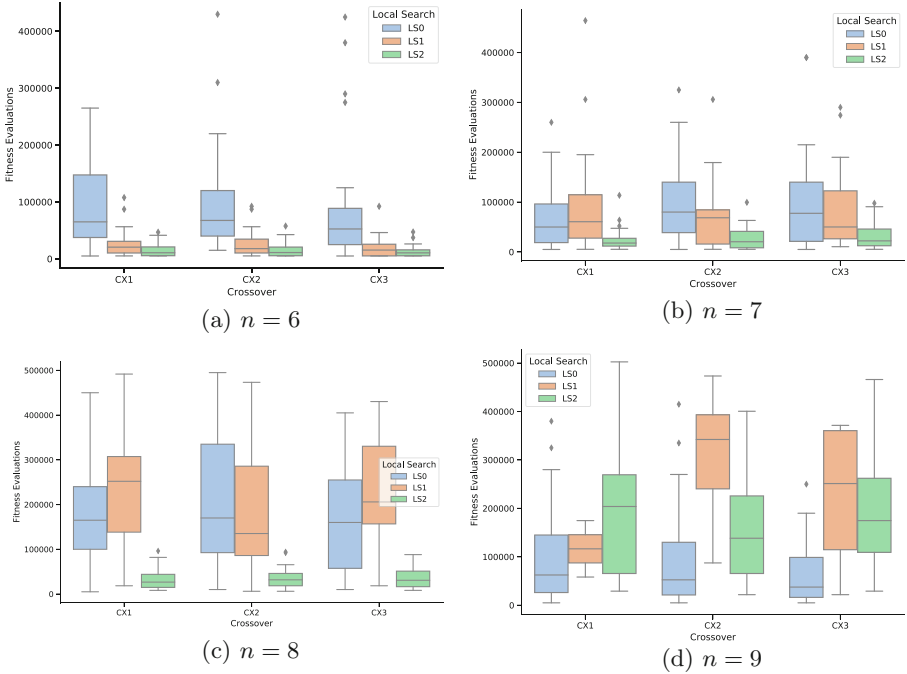 Local Search
LS0
LS1
LS2
400000
300000
200000
100000
0
Fitness Evaluations
CX1 CX2 CX3
Crossover
(a) n = 6
Local Search
LS0
LS1
LS2
400000
300000
200000
100000
0
Fitness Evaluations
CX1 CX2 CX3
Crossover
(b) n = 7
500000
400000
300000
200000
100000
0
Fitness Evaluations
Local Search
LS0
LS1
LS2
CX1 CX2 CX3
Crossover
(c) n = 8
Local Search
LS0
LS1
LS2
500000
400000
300000
200000
100000
0
Fitness Evaluations
CX1 CX2 CX3
Crossover
(d) n = 9